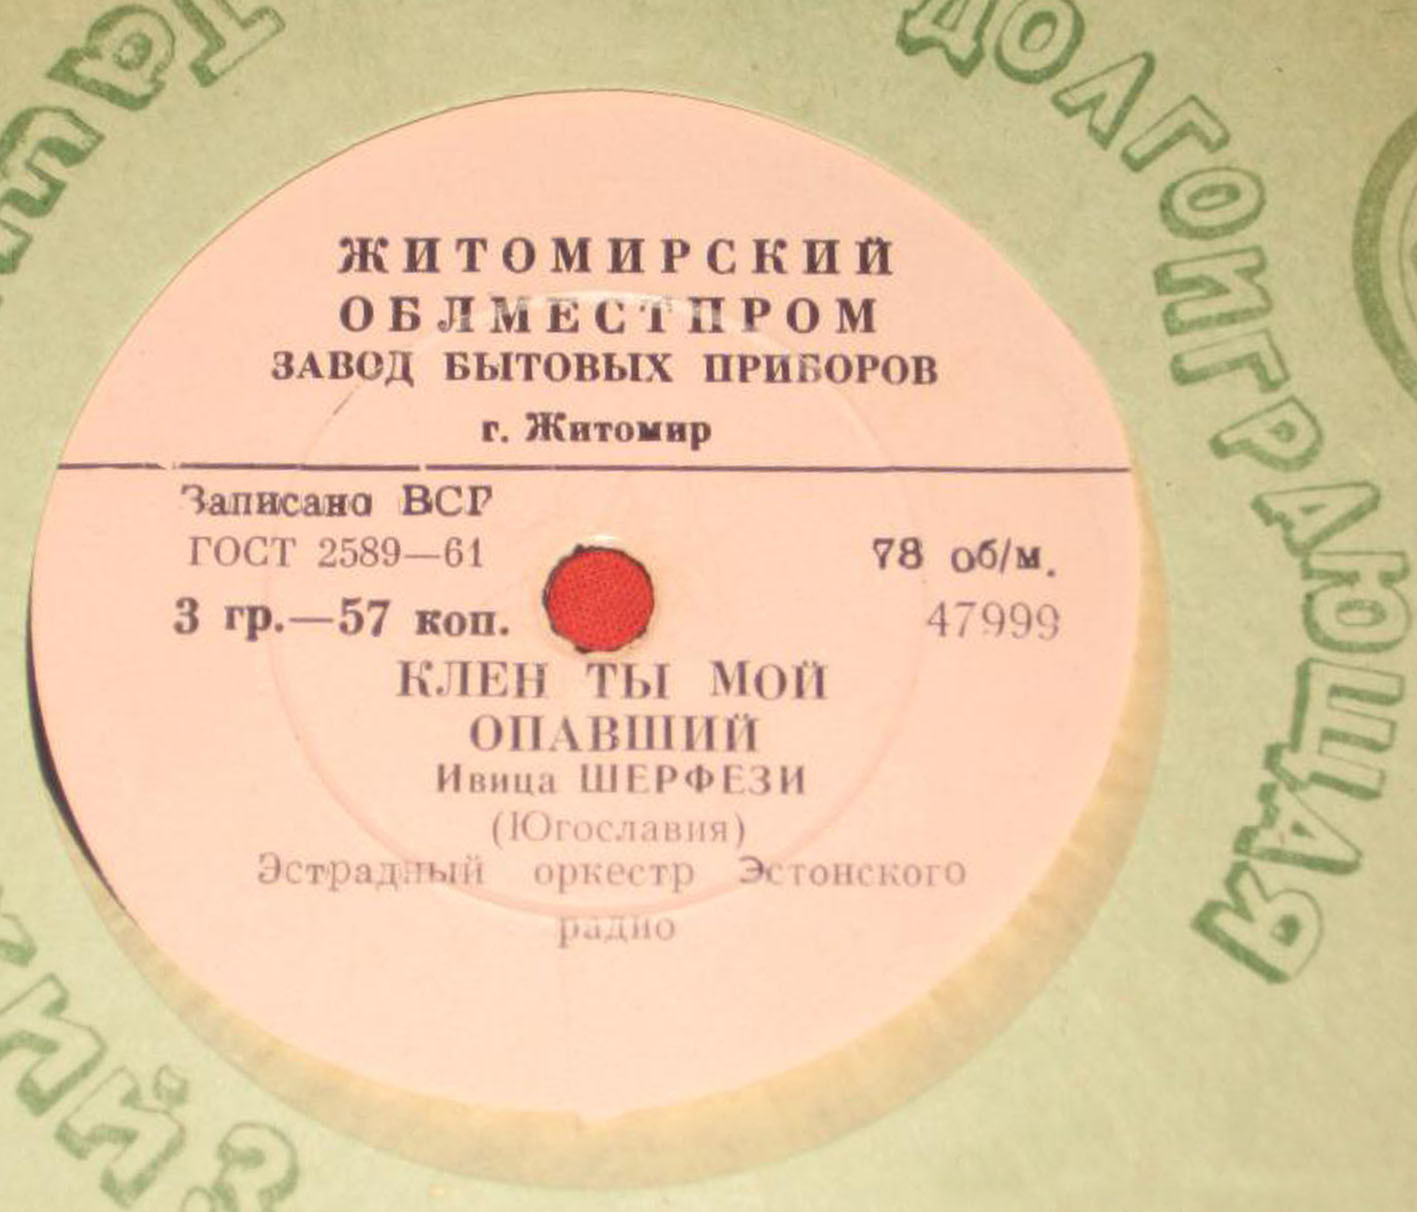 ЖИТОМИРСКИЙ
ОБЛМЕСТПРОМ
ЗАВОД БЫТОВЫХ ПРИБОРОВ
г. Житомир
Записано ВСГ
ГОСТ 2589—61
78 об/м.
3 гр.—57 коп.
47999
КЛЕН ТЫ МОЙ
ОПАВШИЙ
Ивица ШЕРФЕЗИ
(Югославия)
Эстрадный оркестр Эстонского
радио
ДОЛГОИГРАЮЩАЯ